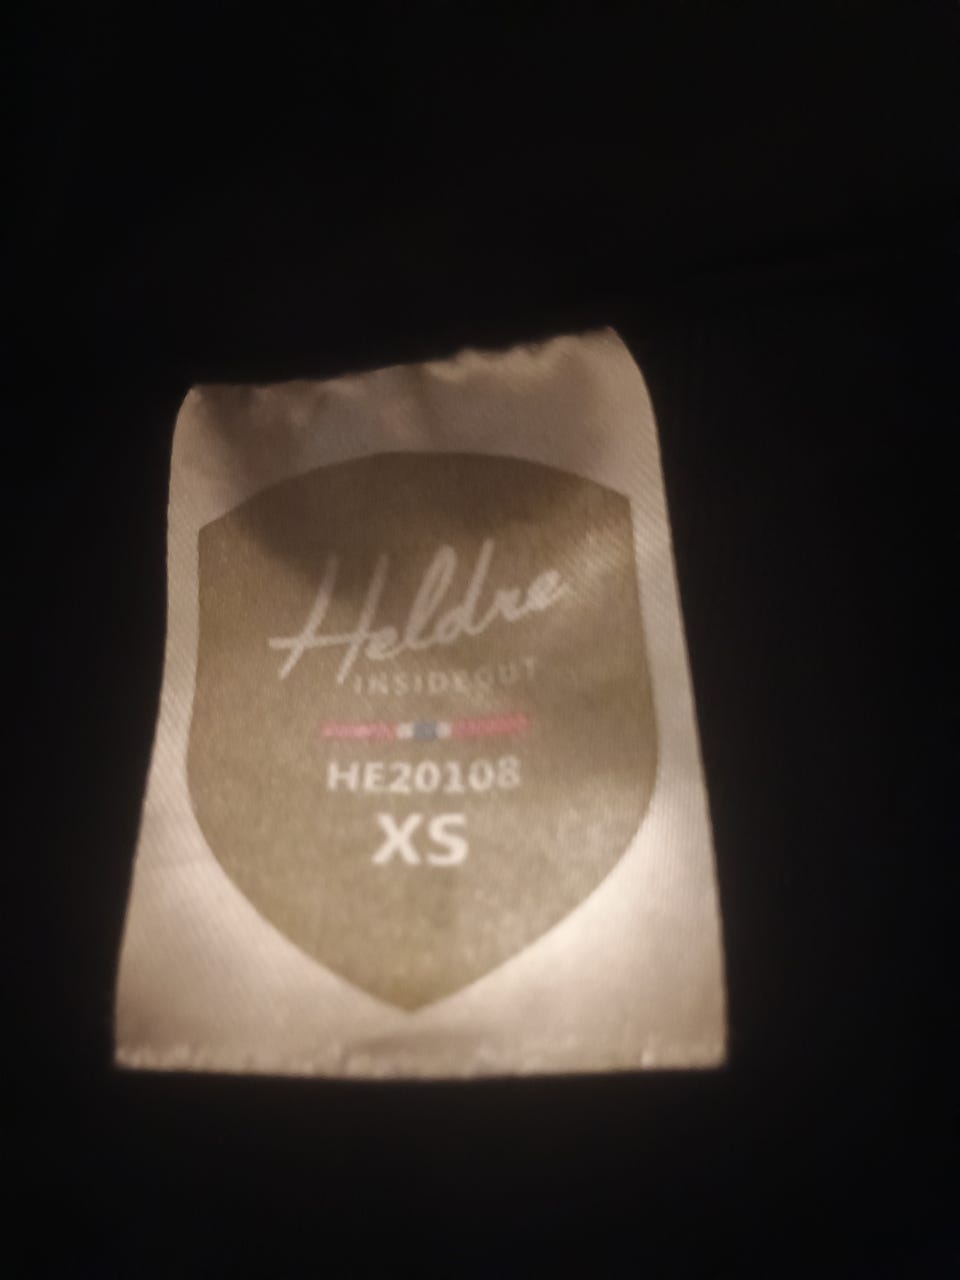 Heldre
INSIDEOUT
HE20108
XS